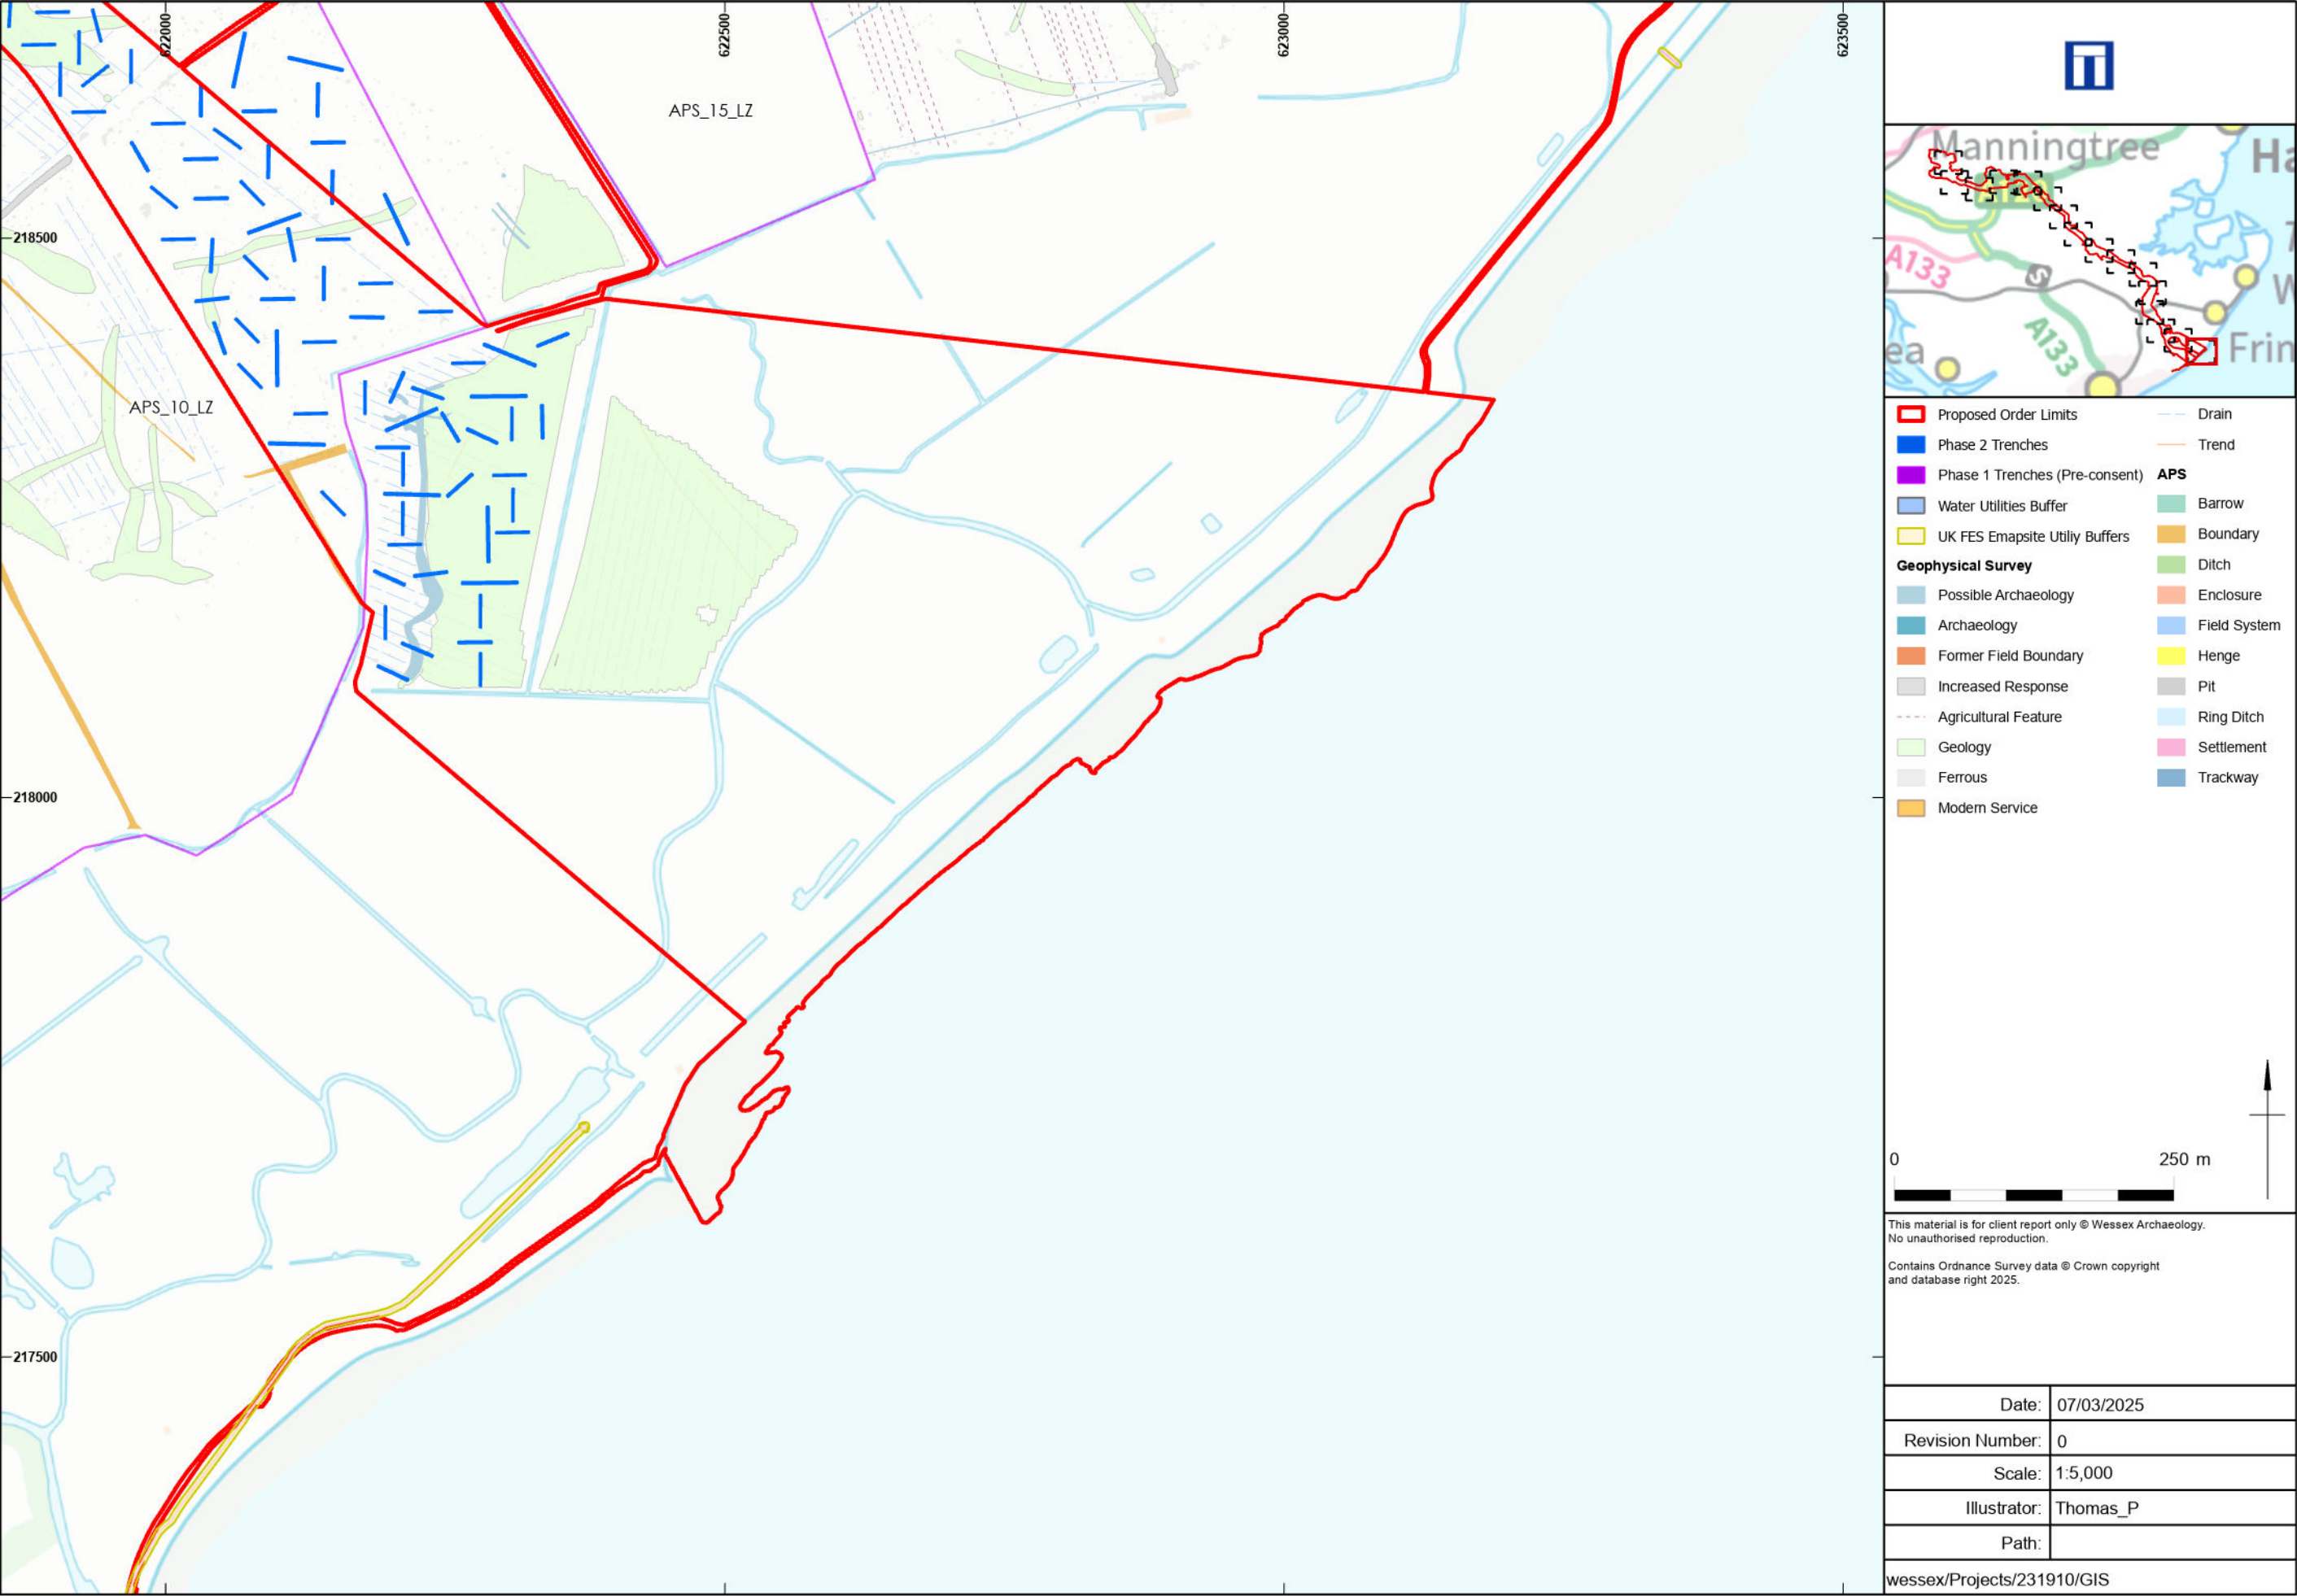 622000
622500
623000
623500
APS_15_LZ
218500
APS_10_LZ
218000
217500
Manningtree
Ha
A133
S
W
A133
ea
Frin
Proposed Order Limits
Phase 2 Trenches
Phase 1 Trenches (Pre-consent)
Water Utilities Buffer
UK FES Emapsite Utiliy Buffers
Geophysical Survey
Possible Archaeology
Archaeology
Former Field Boundary
Increased Response
Agricultural Feature
Geology
Ferrous
Modern Service
Drain
Trend
APS
Barrow
Boundary
Ditch
Enclosure
Field System
Henge
Pit
Ring Ditch
Settlement
Trackway
0 250 m
This material is for client report only © Wessex Archaeology.
No unauthorised reproduction.
Contains Ordnance Survey data © Crown copyright
and database right 2025.
Date: 07/03/2025
Revision Number: 0
Scale: 1:5,000
Illustrator: Thomas_P
Path:
wessex/Projects/231910/GIS